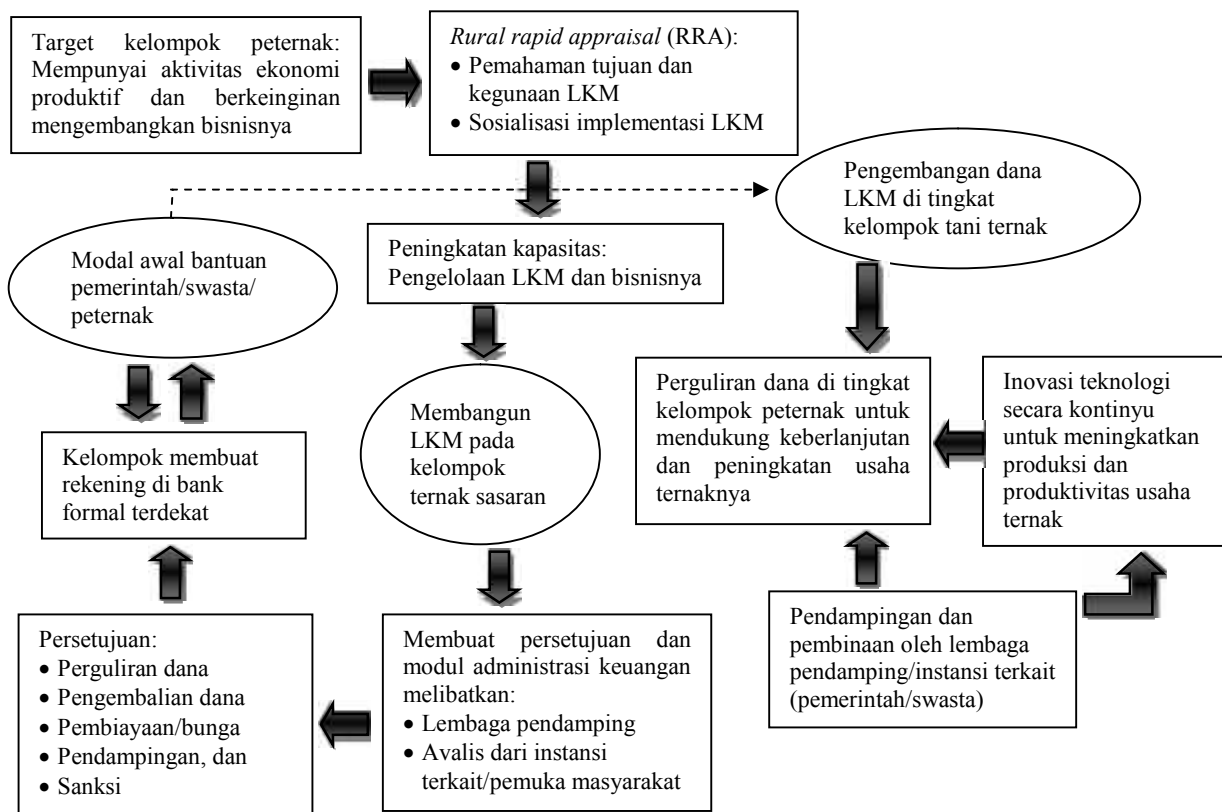 Target kelompok peternak:
Mempunyai aktivitas ekonomi
produktif dan berkeinginan
mengembangkan bisnisnya
Rural rapid appraisal (RRA):
• Pemahaman tujuan dan
kegunaan LKM
• Sosialisasi implementasi LKM
Pengembangan dana
LKM di tingkat
kelompok tani ternak
Modal awal bantuan
pemerintah/swasta/
peternak
Peningkatan kapasitas:
Pengelolaan LKM dan bisnisnya
Membangun
LKM pada
kelompok
ternak sasaran
Perguliran dana di tingkat
kelompok peternak untuk
mendukung keberlanjutan
dan peningkatan usaha
ternaknya
Inovasi teknologi
secara kontinyu
untuk meningkatkan
produksi dan
produktivitas usaha
ternak
Kelompok membuat
rekening di bank
formal terdekat
Persetujuan:
• Perguliran dana
• Pengembalian dana
• Pembiayaan/bunga
• Pendampingan, dan
• Sanksi
Membuat persetujuan dan
modul administrasi keuangan
melibatkan:
• Lembaga pendamping
• Avalis dari instansi
terkait/pemuka masyarakat
Pendampingan dan
pembinaan oleh lembaga
pendamping/instansi terkait
(pemerintah/swasta)